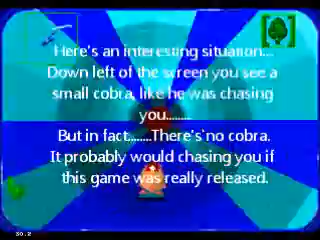 Here's an interesting situation....
Down left of the screen you see a
small cobra, like he was chasing
you.........
But in fact.......There's no cobra.
It probably would chasing you if
this game was really released.
30.2